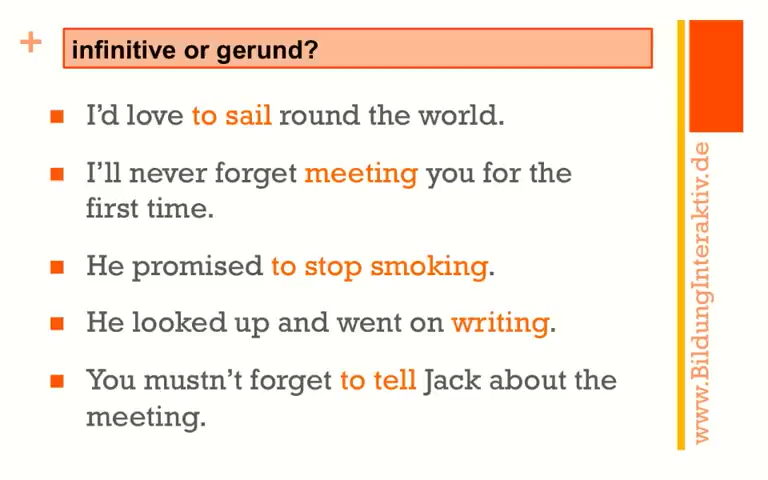 + infinitive or gerund?
I'd love to sail round the world.
I'll never forget meeting you for the
first time.
He promised to stop smoking.
He looked up and went on writing.
You mustn't forget to tell Jack about the
meeting.
www.BildungInteraktiv.de